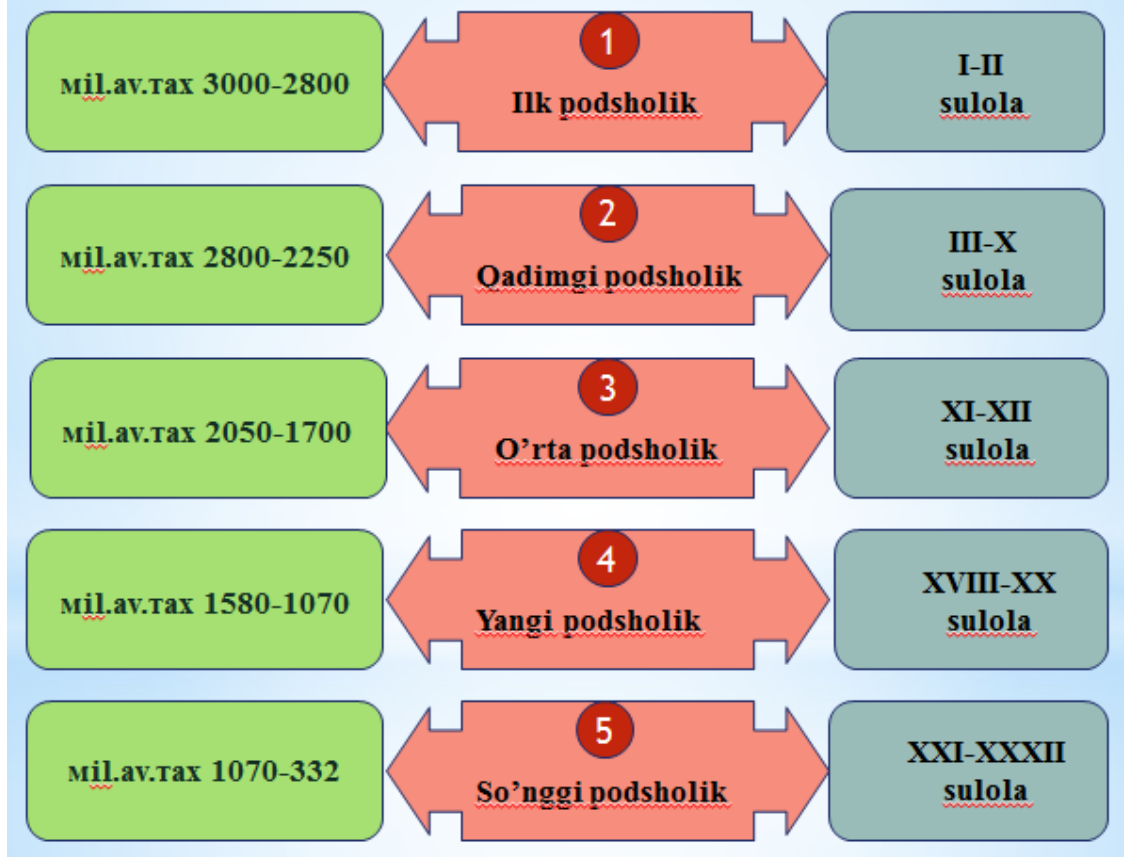 мil.av.тах 3000-2800
1
Ilk podsholik
I-II
sulola
мil.av.тах 2800-2250
2
Qadimgi podsholik
III-X
sulola
мil.av.тах 2050-1700
3
O’rta podsholik
XI-XII
sulola
мil.av.тах 1580-1070
4
Yangi podsholik
XVIII-XX
sulola
мil.av.тах 1070-332
5
So’nggi podsholik
XXI-XXXII
sulola